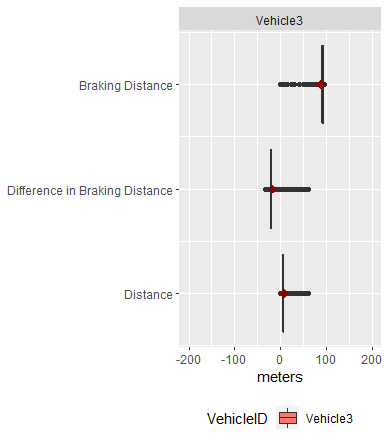 Vehicle3
Braking Distance
Difference in Braking Distance
Distance
-200 -100 0 100 200
meters
VehicleID Vehicle3